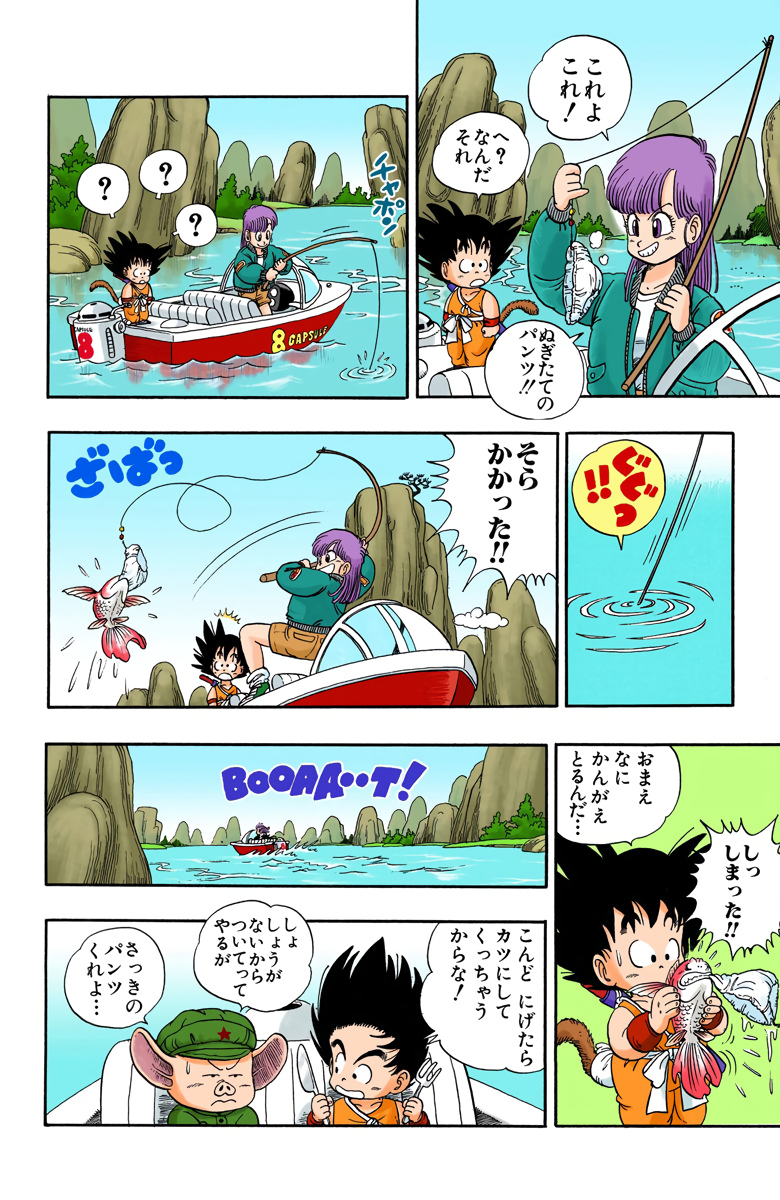 これよ
これ！
へ？
なんだ
それ
ぬぎたての
パンツ!!
チャポン
？
？
？
CAPSULE
8
8 CAPSULE
ぐぐっ
!!
そら
かかった!!
ざばっ
おまえ
なに
かんがえ
とるんだ…
しっ
しまった!!
BOOAA・・T!
こんど にげたら
カツにして
くっちゃう
からな！
しょ
しょうが
ないから
ついてって
やるが
さっきの
パンツ
くれよ…